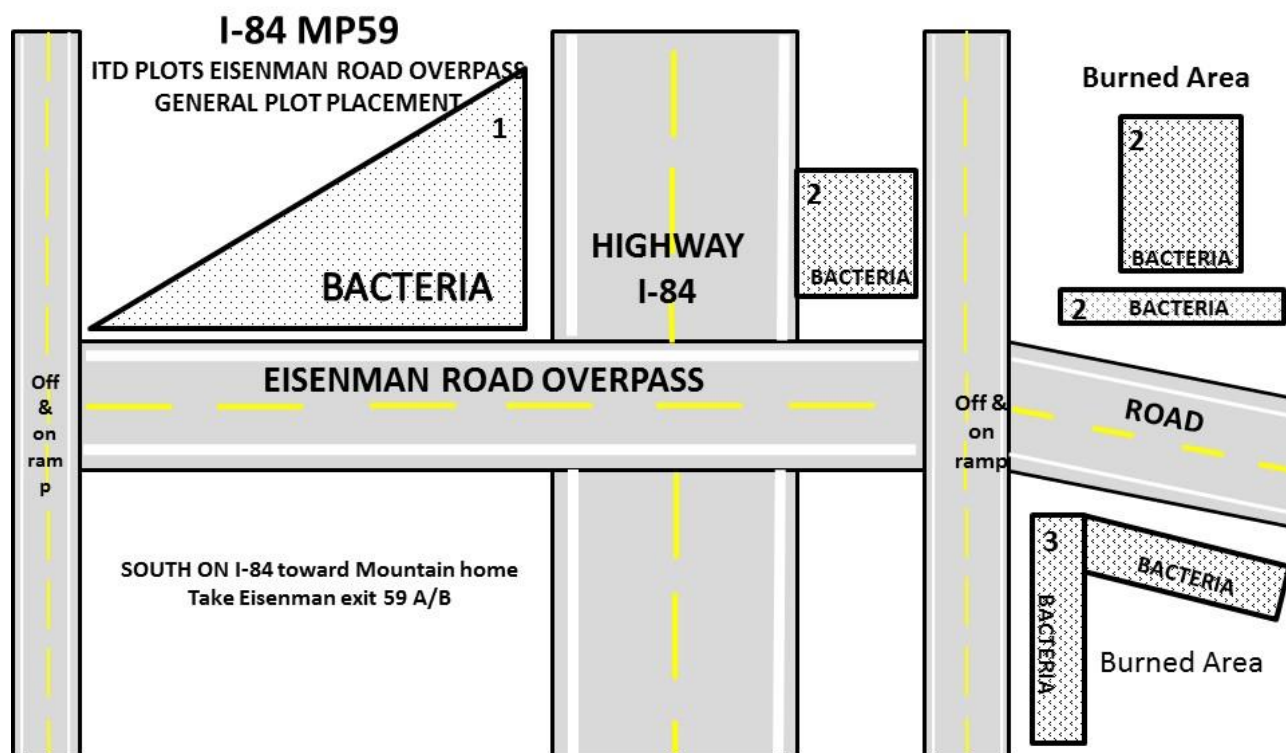 I-84 MP59
ITD PLOTS EISENMAN ROAD OVERPASS
GENERAL PLOT PLACEMENT
1
BACTERIA
HIGHWAY
I-84
2
BACTERIA
Burned Area
2
BACTERIA
2 BACTERIA
EISENMAN ROAD OVERPASS
Off
&
on
ram
p
Off &
on
ramp
ROAD
SOUTH ON I-84 toward Mountain home
Take Eisenman exit 59 A/B
3
BACTERIA
BACTERIA
Burned Area